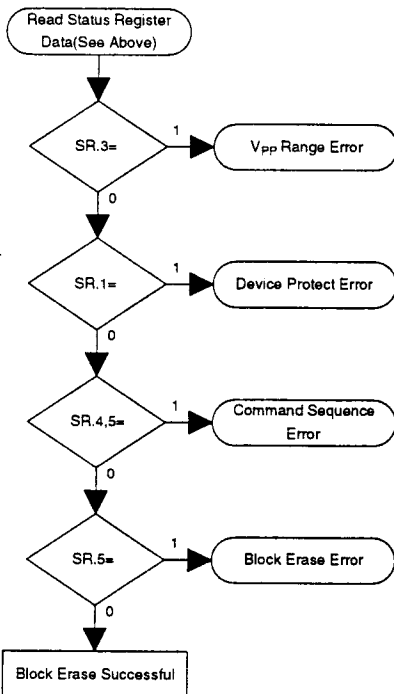 Read Status Register
Data(See Above)
SR.3=
1
VPP Range Error
0
SR.1=
1
Device Protect Error
0
SR.4,5=
1
Command Sequence
Error
0
SR.5=
1
Block Erase Error
0
Block Erase Successful